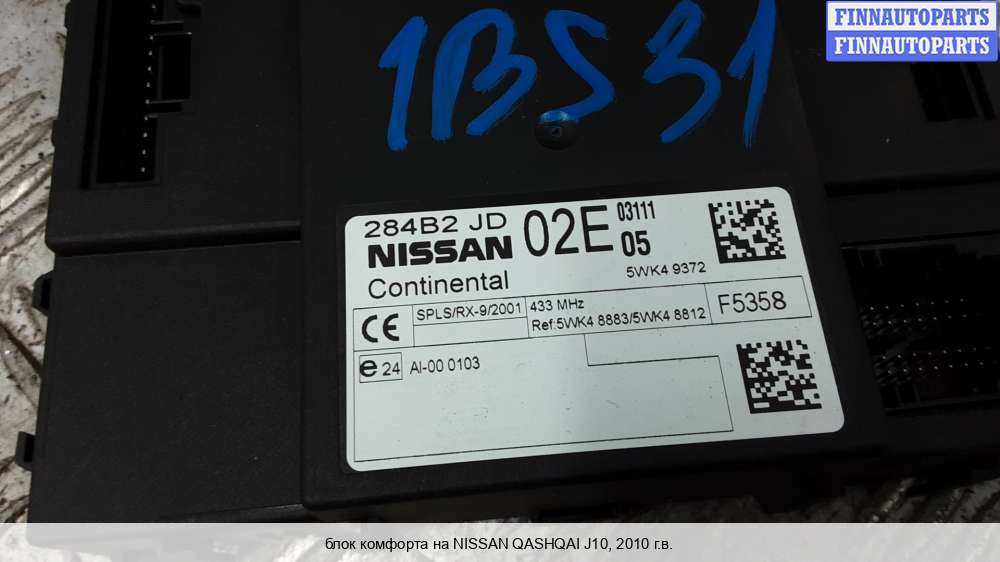 FINNAUTOPARTS
FINNAUTOPARTS
1BS31
284B2 JD 02E 03111
NISSAN 05
Continental 5WK4 9372
CE SPLS/RX-9/2001 433 MHz F5358
Ref:5WK4 8883/5WK4 8812
e 24 AI-00 0103
блок комфорта на NISSAN QASHQAI J10, 2010 г.в.